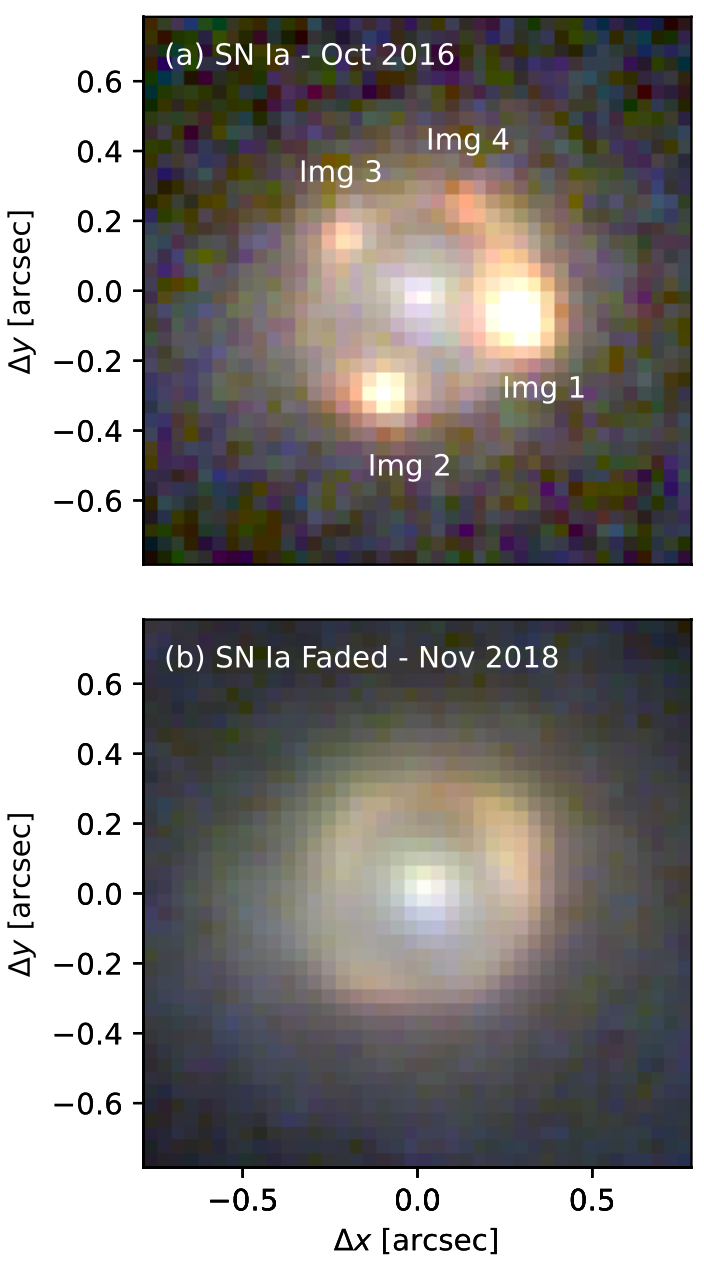 (a) SN Ia - Oct 2016
Img 4
Img 3
Img 1
Img 2
0.6
0.4
0.2
0.0
−0.2
−0.4
−0.6
Δy [arcsec]
(b) SN Ia Faded - Nov 2018
0.6
0.4
0.2
0.0
−0.2
−0.4
−0.6
Δy [arcsec]
−0.5 0.0 0.5
Δx [arcsec]